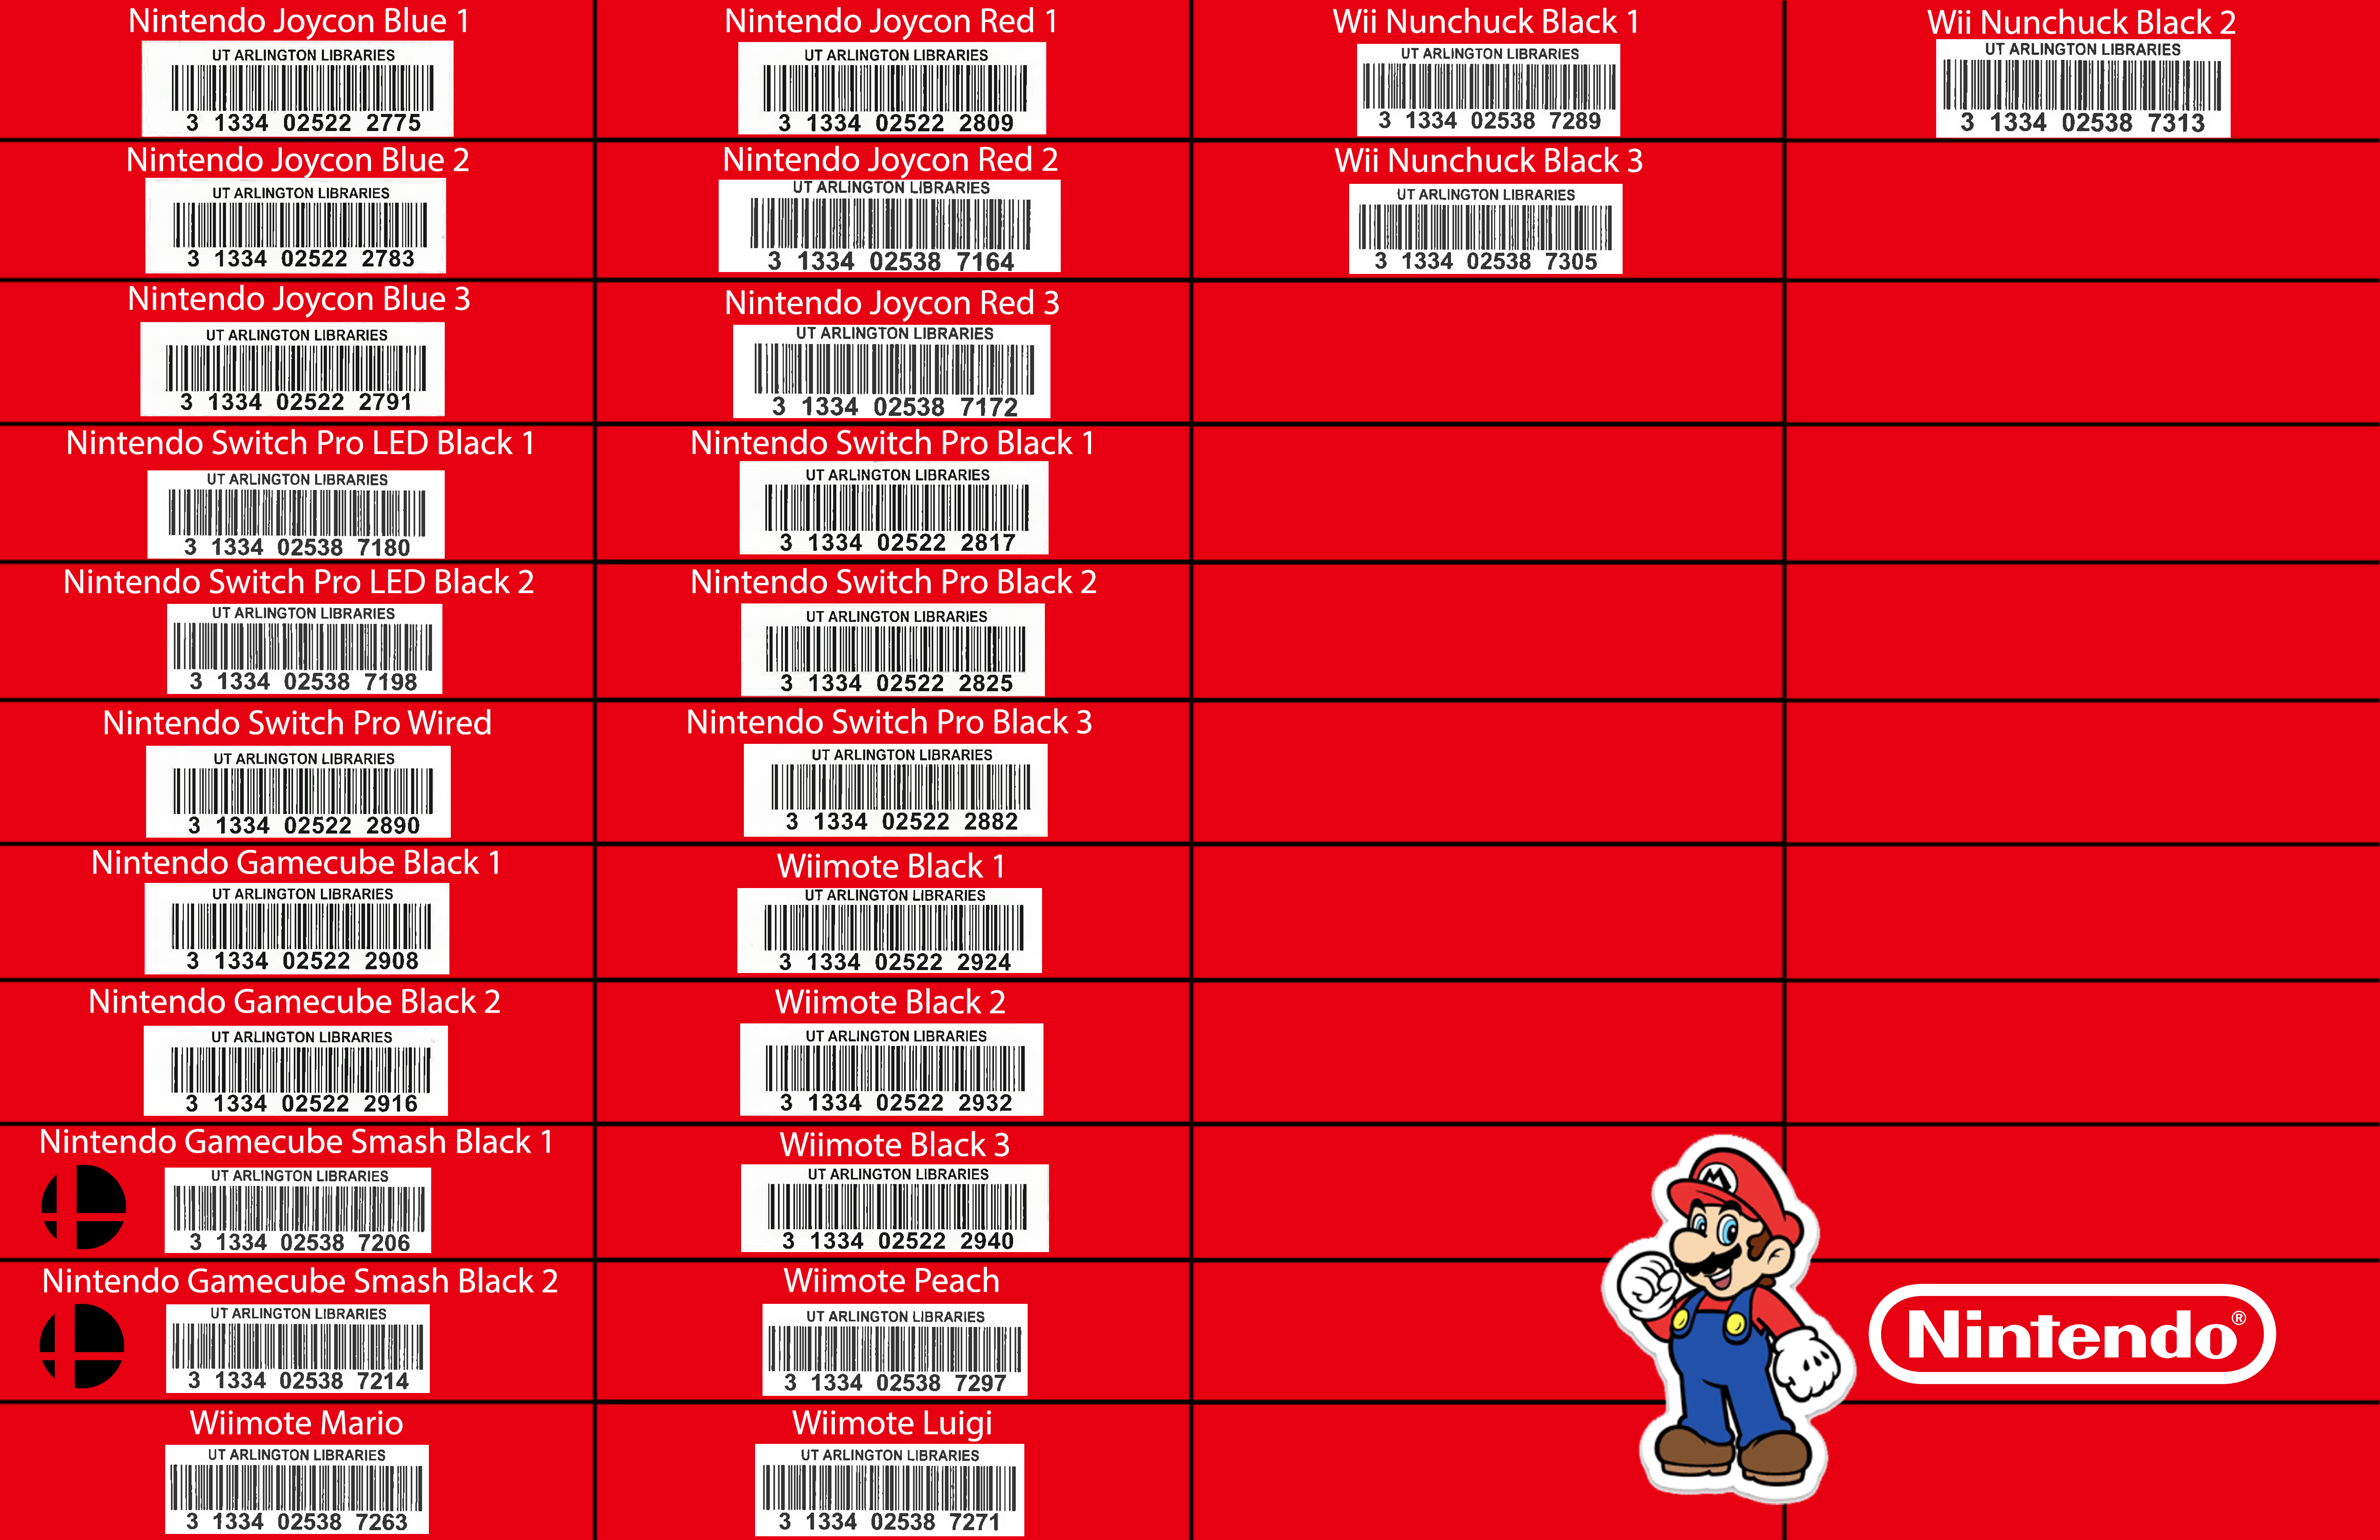 Nintendo Joycon Blue 1
UT ARLINGTON LIBRARIES
3 1334 02522 2775
Nintendo Joycon Red 1
UT ARLINGTON LIBRARIES
3 1334 02522 2809
Wii Nunchuck Black 1
UT ARLINGTON LIBRARIES
3 1334 02538 7289
Wii Nunchuck Black 2
UT ARLINGTON LIBRARIES
3 1334 02538 7313
Nintendo Joycon Blue 2
UT ARLINGTON LIBRARIES
3 1334 02522 2783
Nintendo Joycon Red 2
UT ARLINGTON LIBRARIES
3 1334 02538 7164
Wii Nunchuck Black 3
UT ARLINGTON LIBRARIES
3 1334 02538 7305
Nintendo Joycon Blue 3
UT ARLINGTON LIBRARIES
3 1334 02522 2791
Nintendo Joycon Red 3
UT ARLINGTON LIBRARIES
3 1334 02538 7172
Nintendo Switch Pro LED Black 1
UT ARLINGTON LIBRARIES
3 1334 02538 7180
Nintendo Switch Pro Black 1
UT ARLINGTON LIBRARIES
3 1334 02522 2817
Nintendo Switch Pro LED Black 2
UT ARLINGTON LIBRARIES
3 1334 02538 7198
Nintendo Switch Pro Black 2
UT ARLINGTON LIBRARIES
3 1334 02522 2825
Nintendo Switch Pro Wired
UT ARLINGTON LIBRARIES
3 1334 02522 2890
Nintendo Switch Pro Black 3
UT ARLINGTON LIBRARIES
3 1334 02522 2882
Nintendo Gamecube Black 1
UT ARLINGTON LIBRARIES
3 1334 02522 2908
Wiimote Black 1
UT ARLINGTON LIBRARIES
3 1334 02522 2924
Nintendo Gamecube Black 2
UT ARLINGTON LIBRARIES
3 1334 02522 2916
Wiimote Black 2
UT ARLINGTON LIBRARIES
3 1334 02522 2932
Nintendo Gamecube Smash Black 1
UT ARLINGTON LIBRARIES
3 1334 02538 7206
Wiimote Black 3
UT ARLINGTON LIBRARIES
3 1334 02522 2940
M
Nintendo Gamecube Smash Black 2
UT ARLINGTON LIBRARIES
3 1334 02538 7214
Wiimote Peach
UT ARLINGTON LIBRARIES
3 1334 02538 7297
Nintendo®
Wiimote Mario
UT ARLINGTON LIBRARIES
3 1334 02538 7263
Wiimote Luigi
UT ARLINGTON LIBRARIES
3 1334 02538 7271